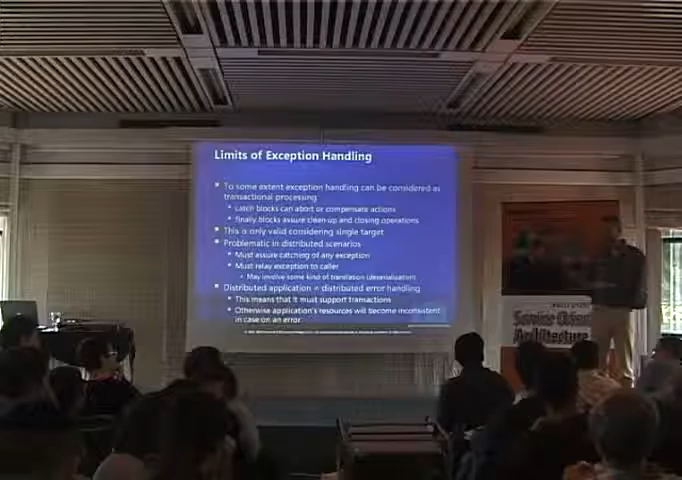 Limits of Exception Handling
To some extent exception handling can be considered as
transactional processing
catch blocks can abort or compensate actions
finally blocks assure clean-up and closing operations
This is only valid considering single target
Problematic in distributed scenarios
Must assure catching of any exception
Must relay exception to caller
May involve some kind of translation (deserialisation)
Distributed application = distributed error handling
This means that it must support transactions
Otherwise application's resources will become inconsistent
in case on an error
Service
Architecture